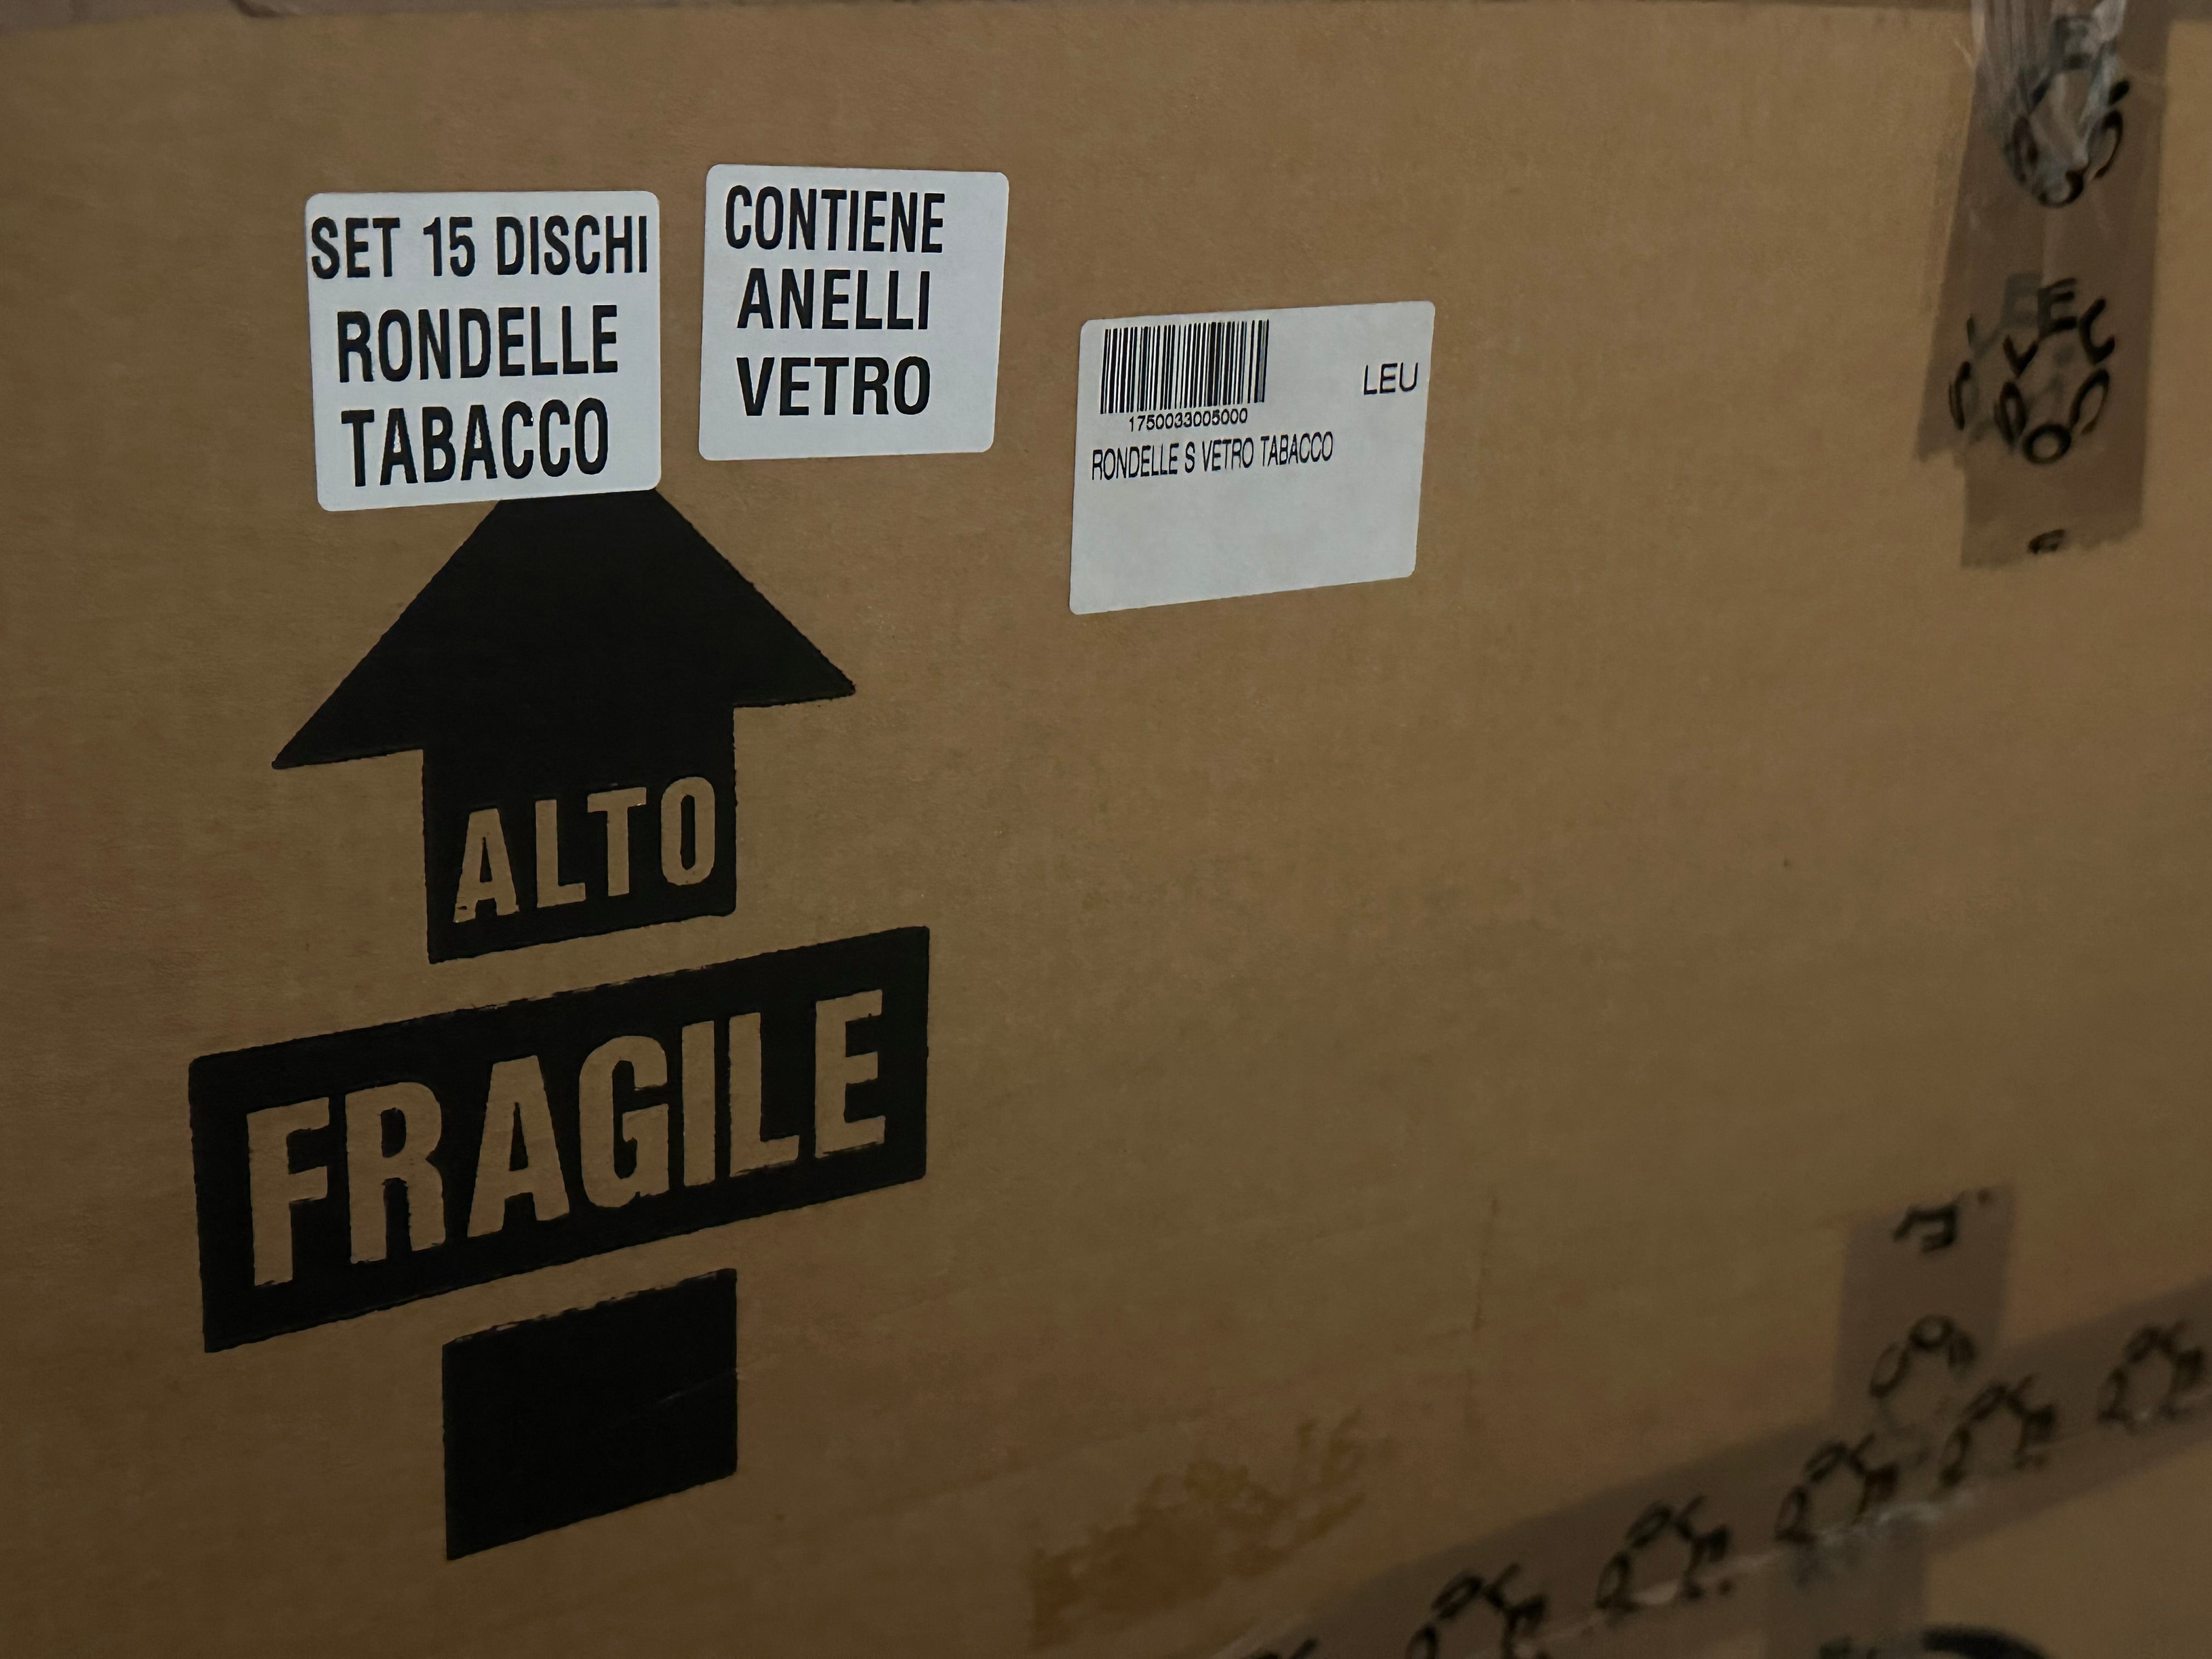 SET 15 DISCHI
RONDELLE
TABACCO
CONTIENE
ANELLI
VETRO
1750033005000
LEU
RONDELLE S VETRO TABACCO
ALTO
FRAGILE